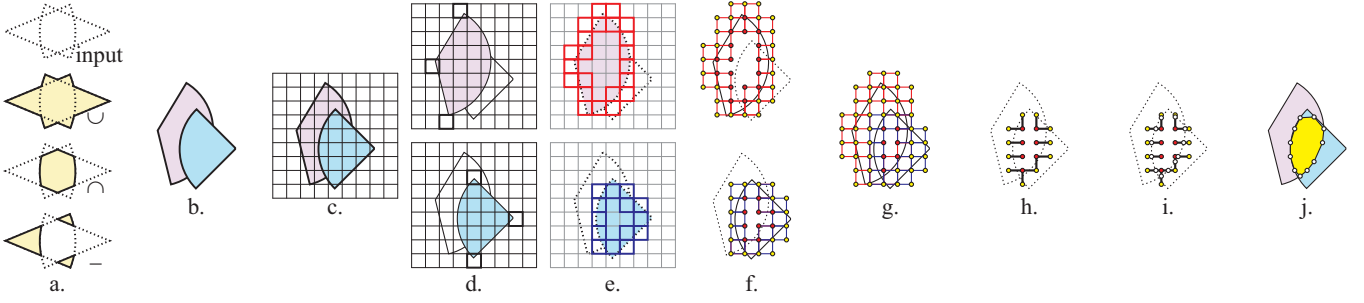 input
∪
∩
−
a.
b.
c.
d.
e.
f.
g.
h.
i.
j.